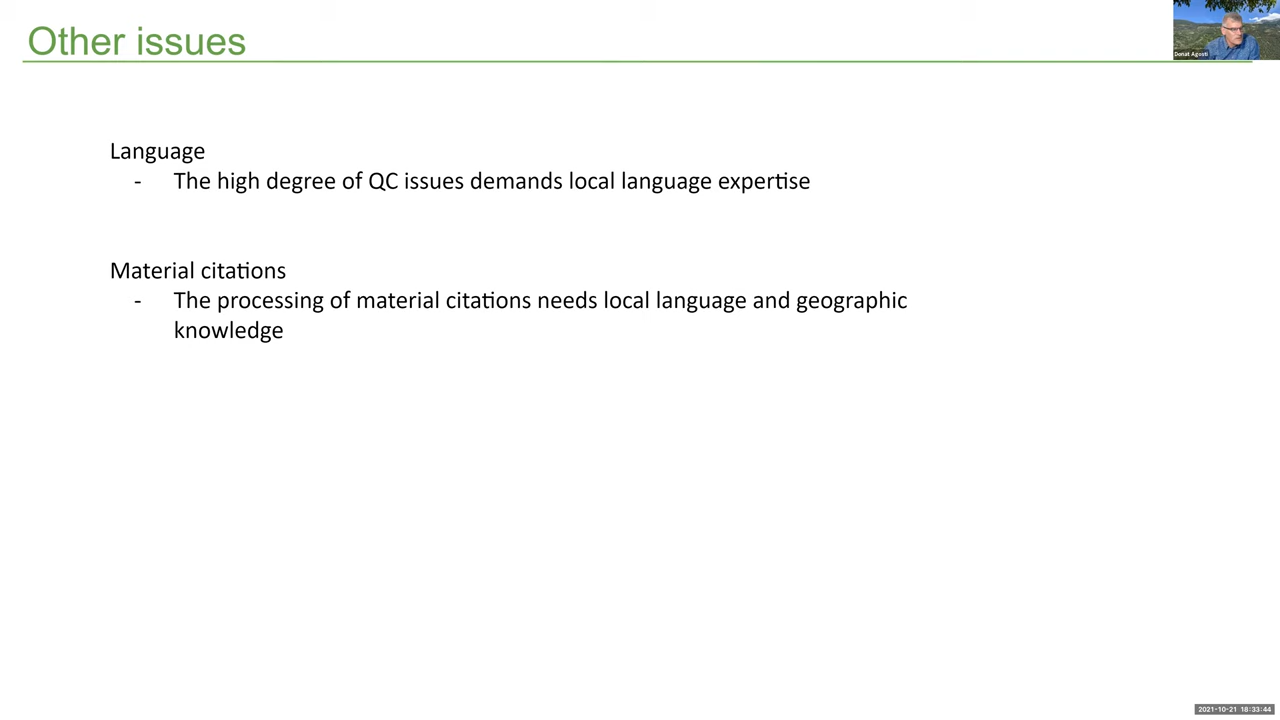 Other issues
Donat Agosti
Language
- The high degree of QC issues demands local language expertise
Material citations
- The processing of material citations needs local language and geographic
knowledge
2021-10-21 18:33:44